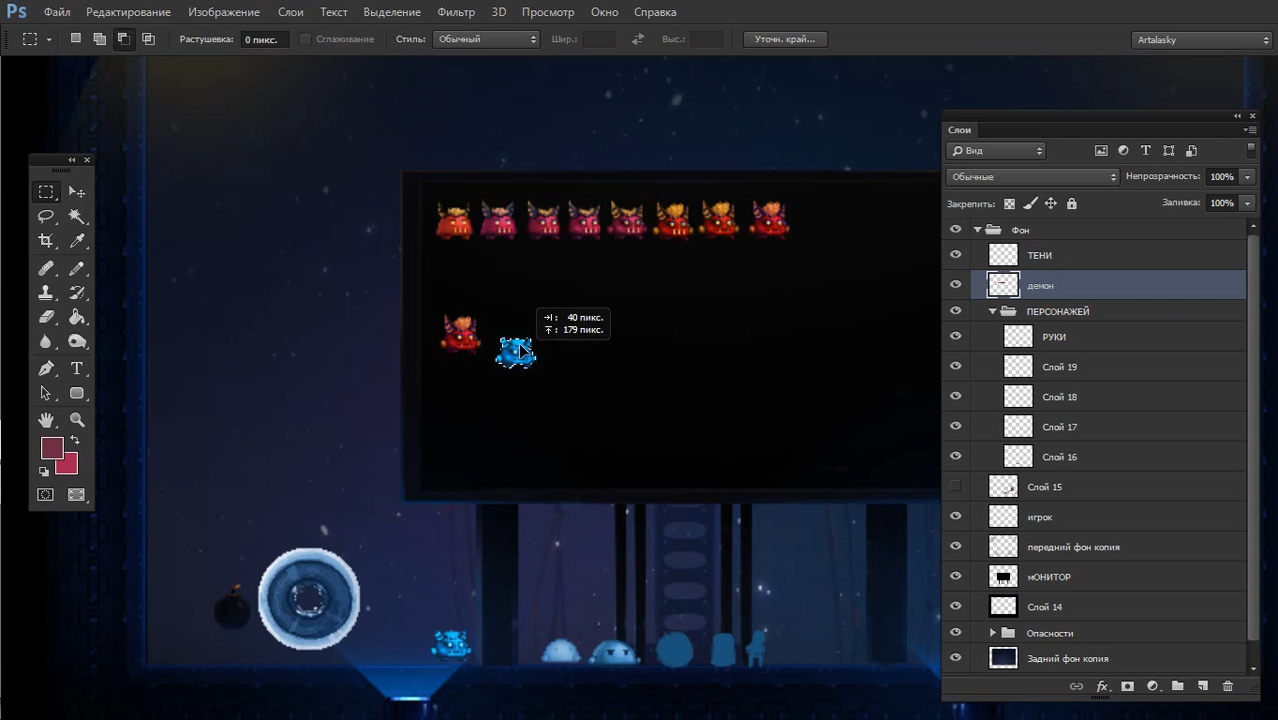 Ps Файл Редактирование Изображение Слои Текст Выделение Фильтр 3D Просмотр Окно Справка
Растушевка: 0 пикс. Сглаживание Стиль: Обычный Шир.: Выс.: Уточн. край... Artalasky
Слои
Вид
Обычные Непрозрачность: 100%
Закрепить: Заливка: 100%
Фон
ТЕНИ
демон
ПЕРСОНАЖЕЙ
РУКИ
Слой 19
Слой 18
Слой 17
Слой 16
Слой 15
игрок
передний фон копия
мОНИТОР
Слой 14
Опасности
Задний фон копия
fx
T
40 пикс.
179 пикс.